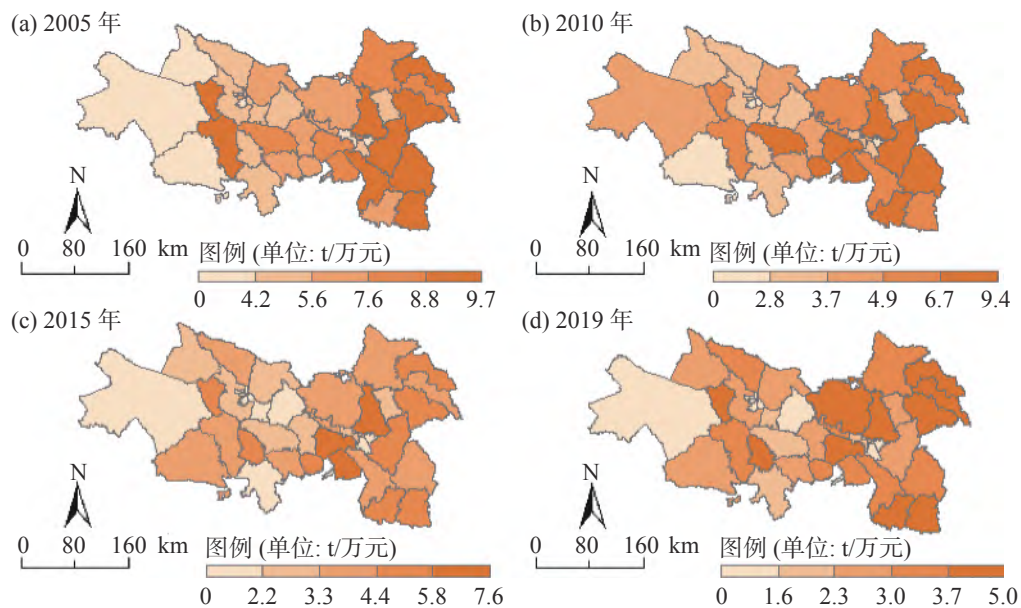 (a) 2005 年
N
0 80 160 km
图例 (单位: t/万元)
0 4.2 5.6 7.6 8.8 9.7
(b) 2010 年
N
0 80 160 km
图例 (单位: t/万元)
0 2.8 3.7 4.9 6.7 9.4
(c) 2015 年
N
0 80 160 km
图例 (单位: t/万元)
0 2.2 3.3 4.4 5.8 7.6
(d) 2019 年
N
0 80 160 km
图例 (单位: t/万元)
0 1.6 2.3 3.0 3.7 5.0